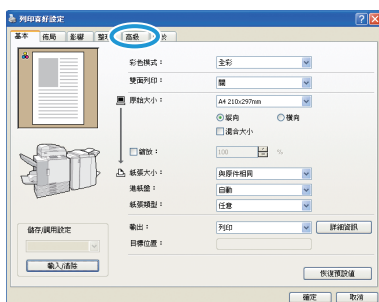 列印喜好設定
基本 佈局 影響 高級
彩色模式： 全彩
雙面列印： 關
原始大小： A4 210x297mm
縱向 橫向
混合大小
縮放： 100 %
紙張大小： 與原件相同
進紙盤： 自動
紙張類型： 任意
儲存/調用設定
輸出： 列印 詳細資訊
目標位置：
輸入/清除
恢復預設值
確定 取消